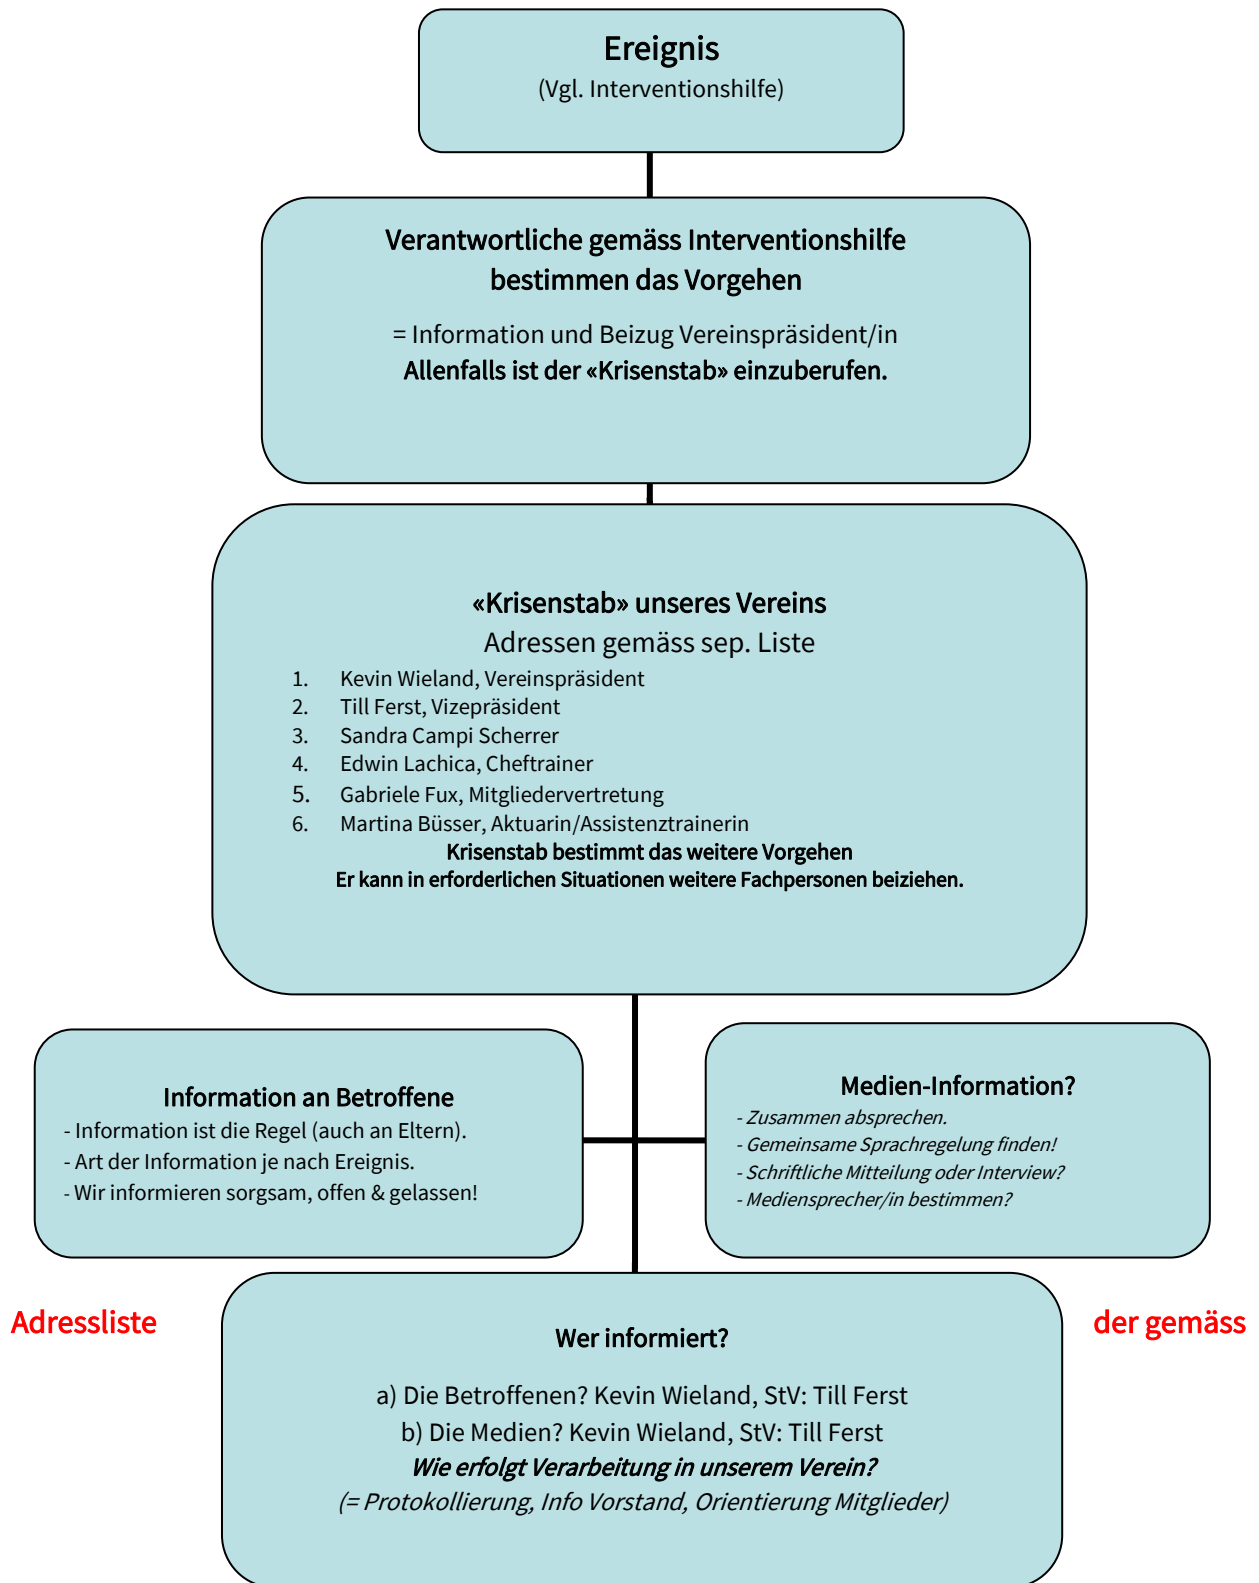 Ereignis
(Vgl. Interventionshilfe)
Verantwortliche gemäss Interventionshilfe
bestimmen das Vorgehen
= Information und Beizug Vereinspräsident/in
Allenfalls ist der «Krisenstab» einzuberufen.
«Krisenstab» unseres Vereins
Adressen gemäss sep. Liste
1. Kevin Wieland, Vereinspräsident
2. Till Ferst, Vizepräsident
3. Sandra Campi Scherrer
4. Edwin Lachica, Cheftrainer
5. Gabriele Fux, Mitgliedervertretung
6. Martina Büsser, Aktuarin/Assistenztrainerin
Krisenstab bestimmt das weitere Vorgehen
Er kann in erforderlichen Situationen weitere Fachpersonen beiziehen.
Information an Betroffene
- Information ist die Regel (auch an Eltern).
- Art der Information je nach Ereignis.
- Wir informieren sorgsam, offen & gelassen!
Medien-Information?
- Zusammen absprechen.
- Gemeinsame Sprachregelung finden!
- Schriftliche Mitteilung oder Interview?
- Mediensprecher/in bestimmen?
Adressliste
der gemäss
Wer informiert?
a) Die Betroffenen? Kevin Wieland, StV: Till Ferst
b) Die Medien? Kevin Wieland, StV: Till Ferst
Wie erfolgt Verarbeitung in unserem Verein?
(= Protokollierung, Info Vorstand, Orientierung Mitglieder)